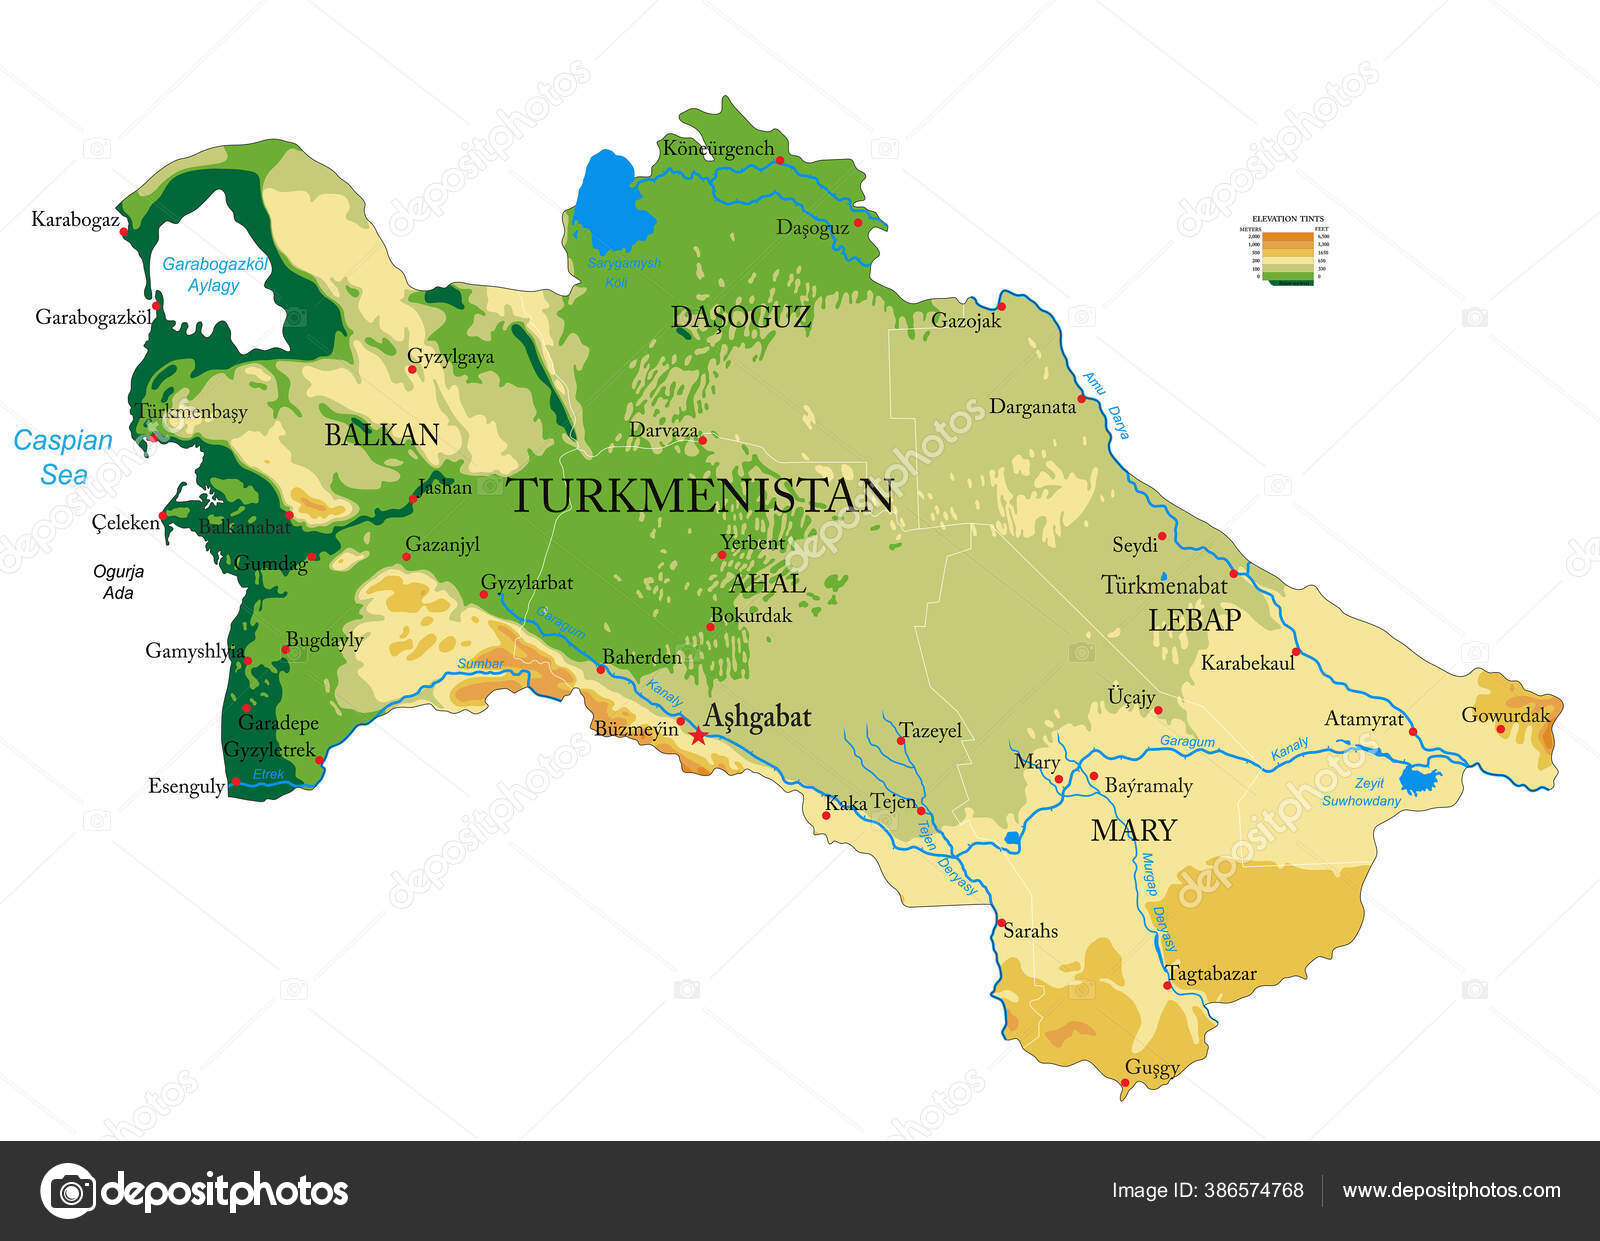 Köneürgench
Karabogaz
Daşoguz
ELEVATION TINTS
METERS FEET
2,000 6,500
1,000 3,300
500 1650
200 650
100 330
0 0
Garabogazköl
Aylagy
Sarygamysh
Köli
Garabogazköl
DAŞOGUZ
Gazojak
Gyzylgaya
Amu Darya
Türkmenbaşy
Darganata
Caspian
Sea
BALKAN
Darvaza
Jashan
TURKMENISTAN
Çeleken
Balkanabat
Gumdag
Gazanjyl
Yerbent
Seydi
Ogurja
Ada
Gyzylarbat
AHAL
Türkmenabat
Garagum
Bokurdak
LEBAP
Gamyshlyia
Bugdayly
Sumbar
Baherden
Karabekaul
Kanaly
Üçajy
Garadepe
Büzmeýin
Aşhgabat
Tazeyel
Atamyrat
Gowurdak
Gyzyletrek
Garagum
Kanaly
Mary
Esenguly
Etrek
Baýramaly
Zeyit
Suwhowdany
Kaka
Tejen
MARY
Tejen
Deryasy
Murgap
Deryasy
Sarahs
Tagtabazar
Guşgy
depositphotos
Image ID: 386574768
www.depositphotos.com